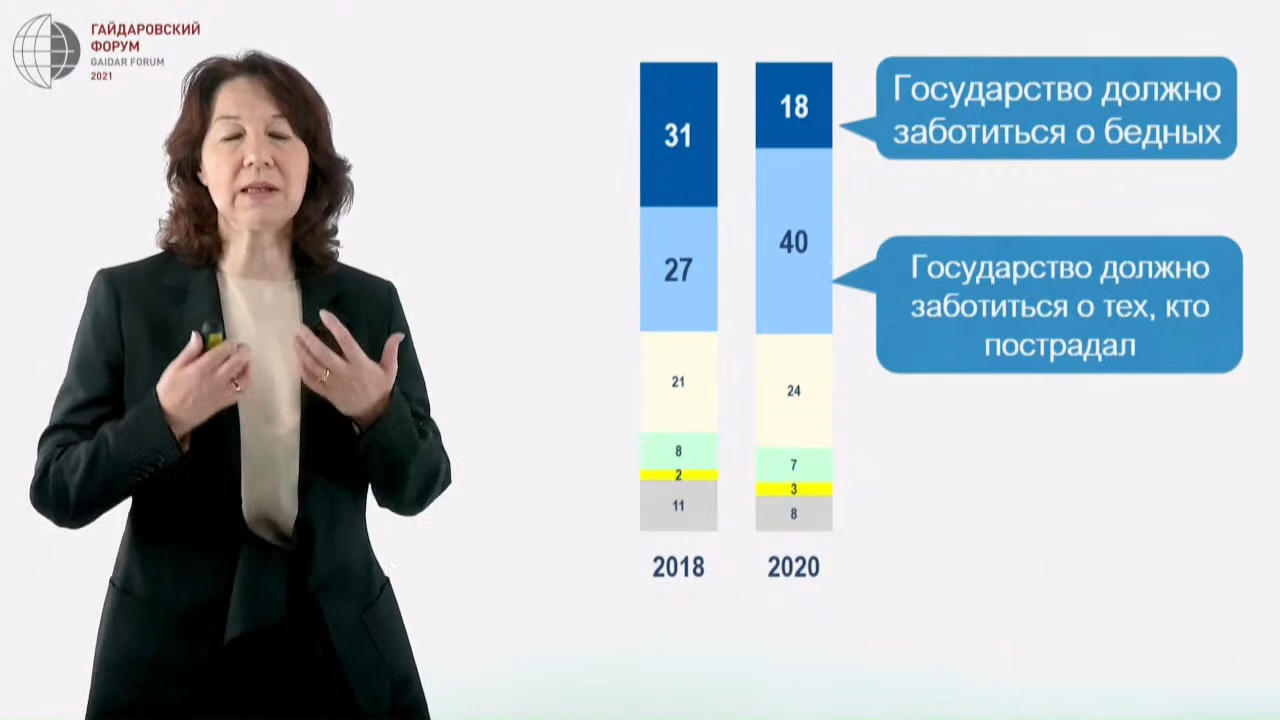 ГАЙДАРОВСКИЙ
ФОРУМ
GAIDAR FORUM
2021
31
27
21
8
2
11
2018
18
40
24
7
3
8
2020
Государство должно
заботиться о бедных
Государство должно
заботиться о тех, кто
пострадал